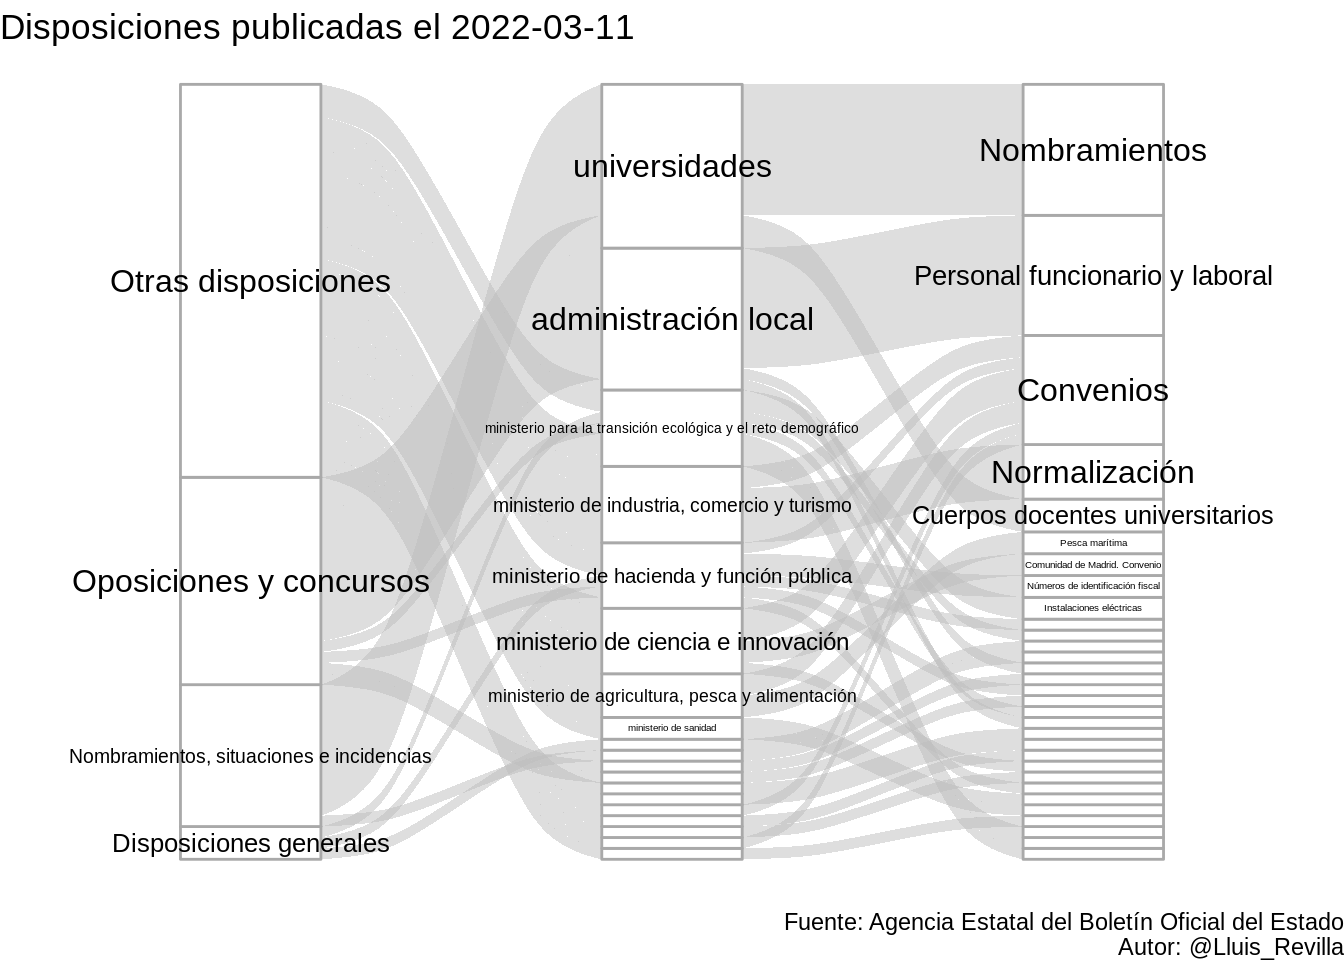 Disposiciones publicadas el 2022-03-11
Otras disposiciones
Oposiciones y concursos
Nombramientos, situaciones e incidencias
Disposiciones generales
universidades
administración local
ministerio para la transición ecológica y el reto demográfico
ministerio de industria, comercio y turismo
ministerio de hacienda y función pública
ministerio de ciencia e innovación
ministerio de agricultura, pesca y alimentación
ministerio de sanidad
Nombramientos
Personal funcionario y laboral
Convenios
Normalización
Cuerpos docentes universitarios
Pesca marítima
Comunidad de Madrid. Convenio
Números de identificación fiscal
Instalaciones eléctricas
Fuente: Agencia Estatal del Boletín Oficial del Estado
Autor: @Lluis_Revilla